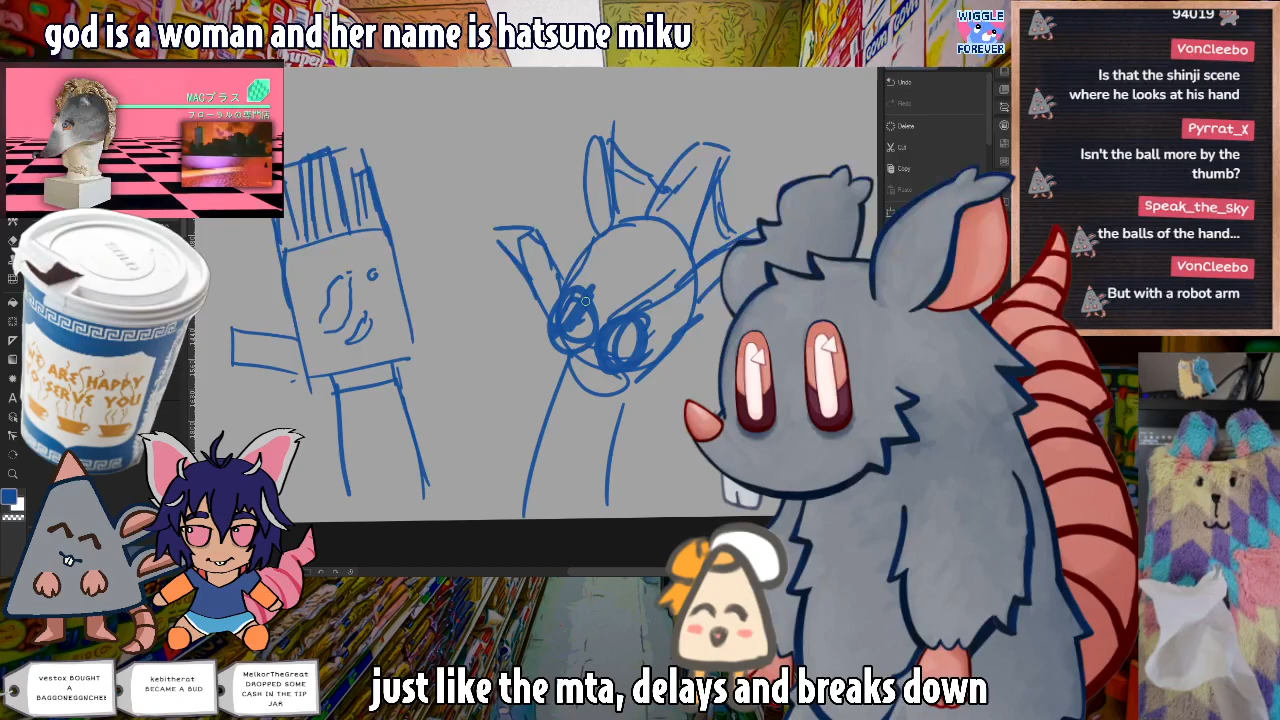 god is a woman and her name is hatsune miku
WIGGLE
FOREVER
94019
VonCleebo
Is that the shinji scene
where he looks at his hand
Pyrrat_X
Isn't the ball more by the
thumb?
Speak_the_Sky
the balls of the hand...
VonCleebo
But with a robot arm
MACプラス
フローラルの専門店
Undo
Redo
Delete
Cut
Copy
Paste
WE ARE HAPPY
TO SERVE YOU
vestox BOUGHT
A
BAGGONEGGNCHEE
kebitherat
BECAME A BUD
MelkorTheGreat
DROPPED SOME
CASH IN THE TIP
JAR
just like the mta, delays and breaks down